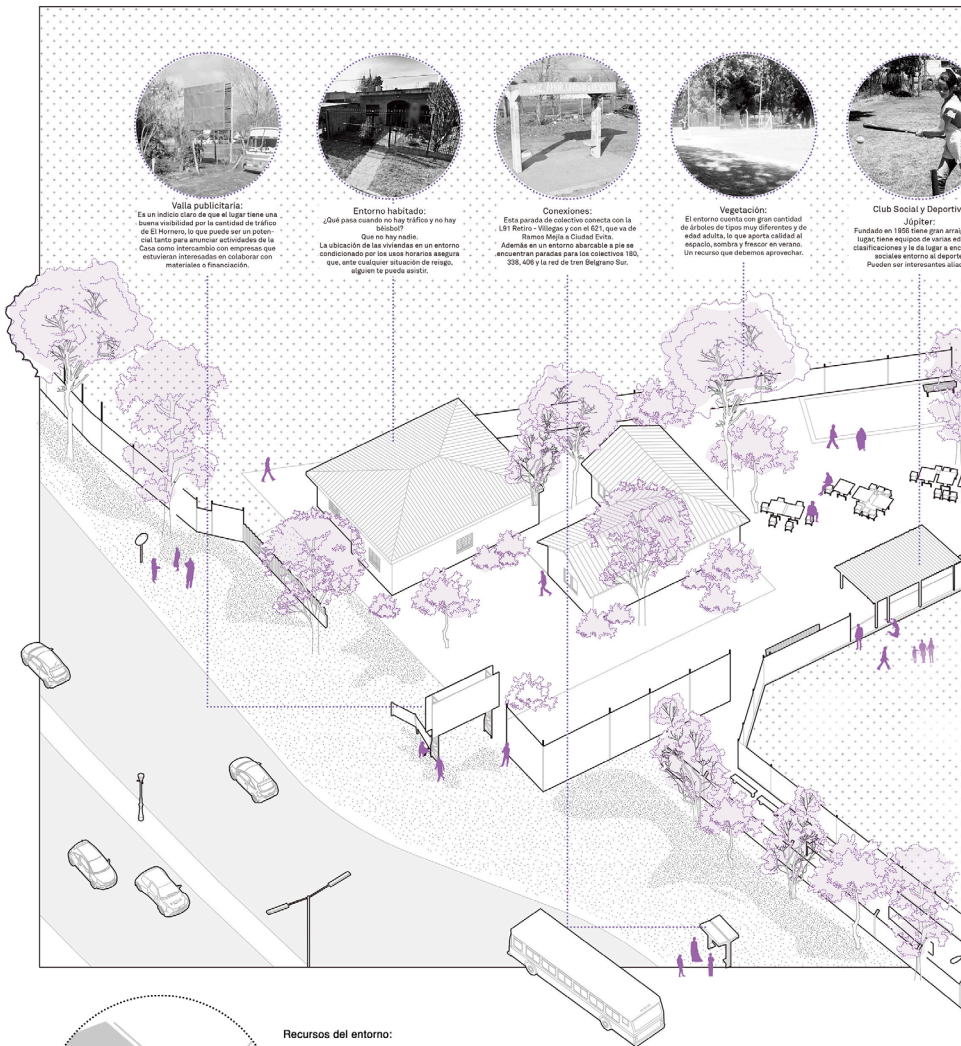 Valla publicitaria:
Es un indicio claro de que el lugar tiene una
buena visibilidad por la cantidad de tráfico
de El Hornero, lo que puede ser un poten-
cial tanto para anunciar actividades de la
Casa como intercambio con empresas que
estuvieran interesadas en colaborar con
materiales o financiación.
Entorno habitado:
¿Qué pasa cuando no hay tráfico y no hay
béisbol?
Que no hay nadie.
La ubicación de las viviendas en un entorno
condicionado por los usos horarios asegura
que, ante cualquier situación de reisgo,
alguien te pueda asistir.
Conexiones:
Esta parada de colectivo conecta con la
L91 Retiro - Villegas y con el 621, que va de
Ramos Mejía a Ciudad Evita.
Además en un entorno abarcable a pie se
encuentran paradas para los colectivos 180,
338, 406 y la red de tren Belgrano Sur.
Vegetación:
El entorno cuenta con gran cantidad
de árboles de tipos muy diferentes y de
edad adulta, lo que aporta calidad al
espacio, sombra y frescor en verano.
Un recurso que debemos aprovechar.
Club Social y Deportiv
Júpiter:
Fundado en 1956 tiene gran arraig
lugar, tiene equipos de varias ed
clasificaciones y le da lugar a enc
sociales entorno al deporte
Pueden ser interesantes aliad
Recursos del entorno: